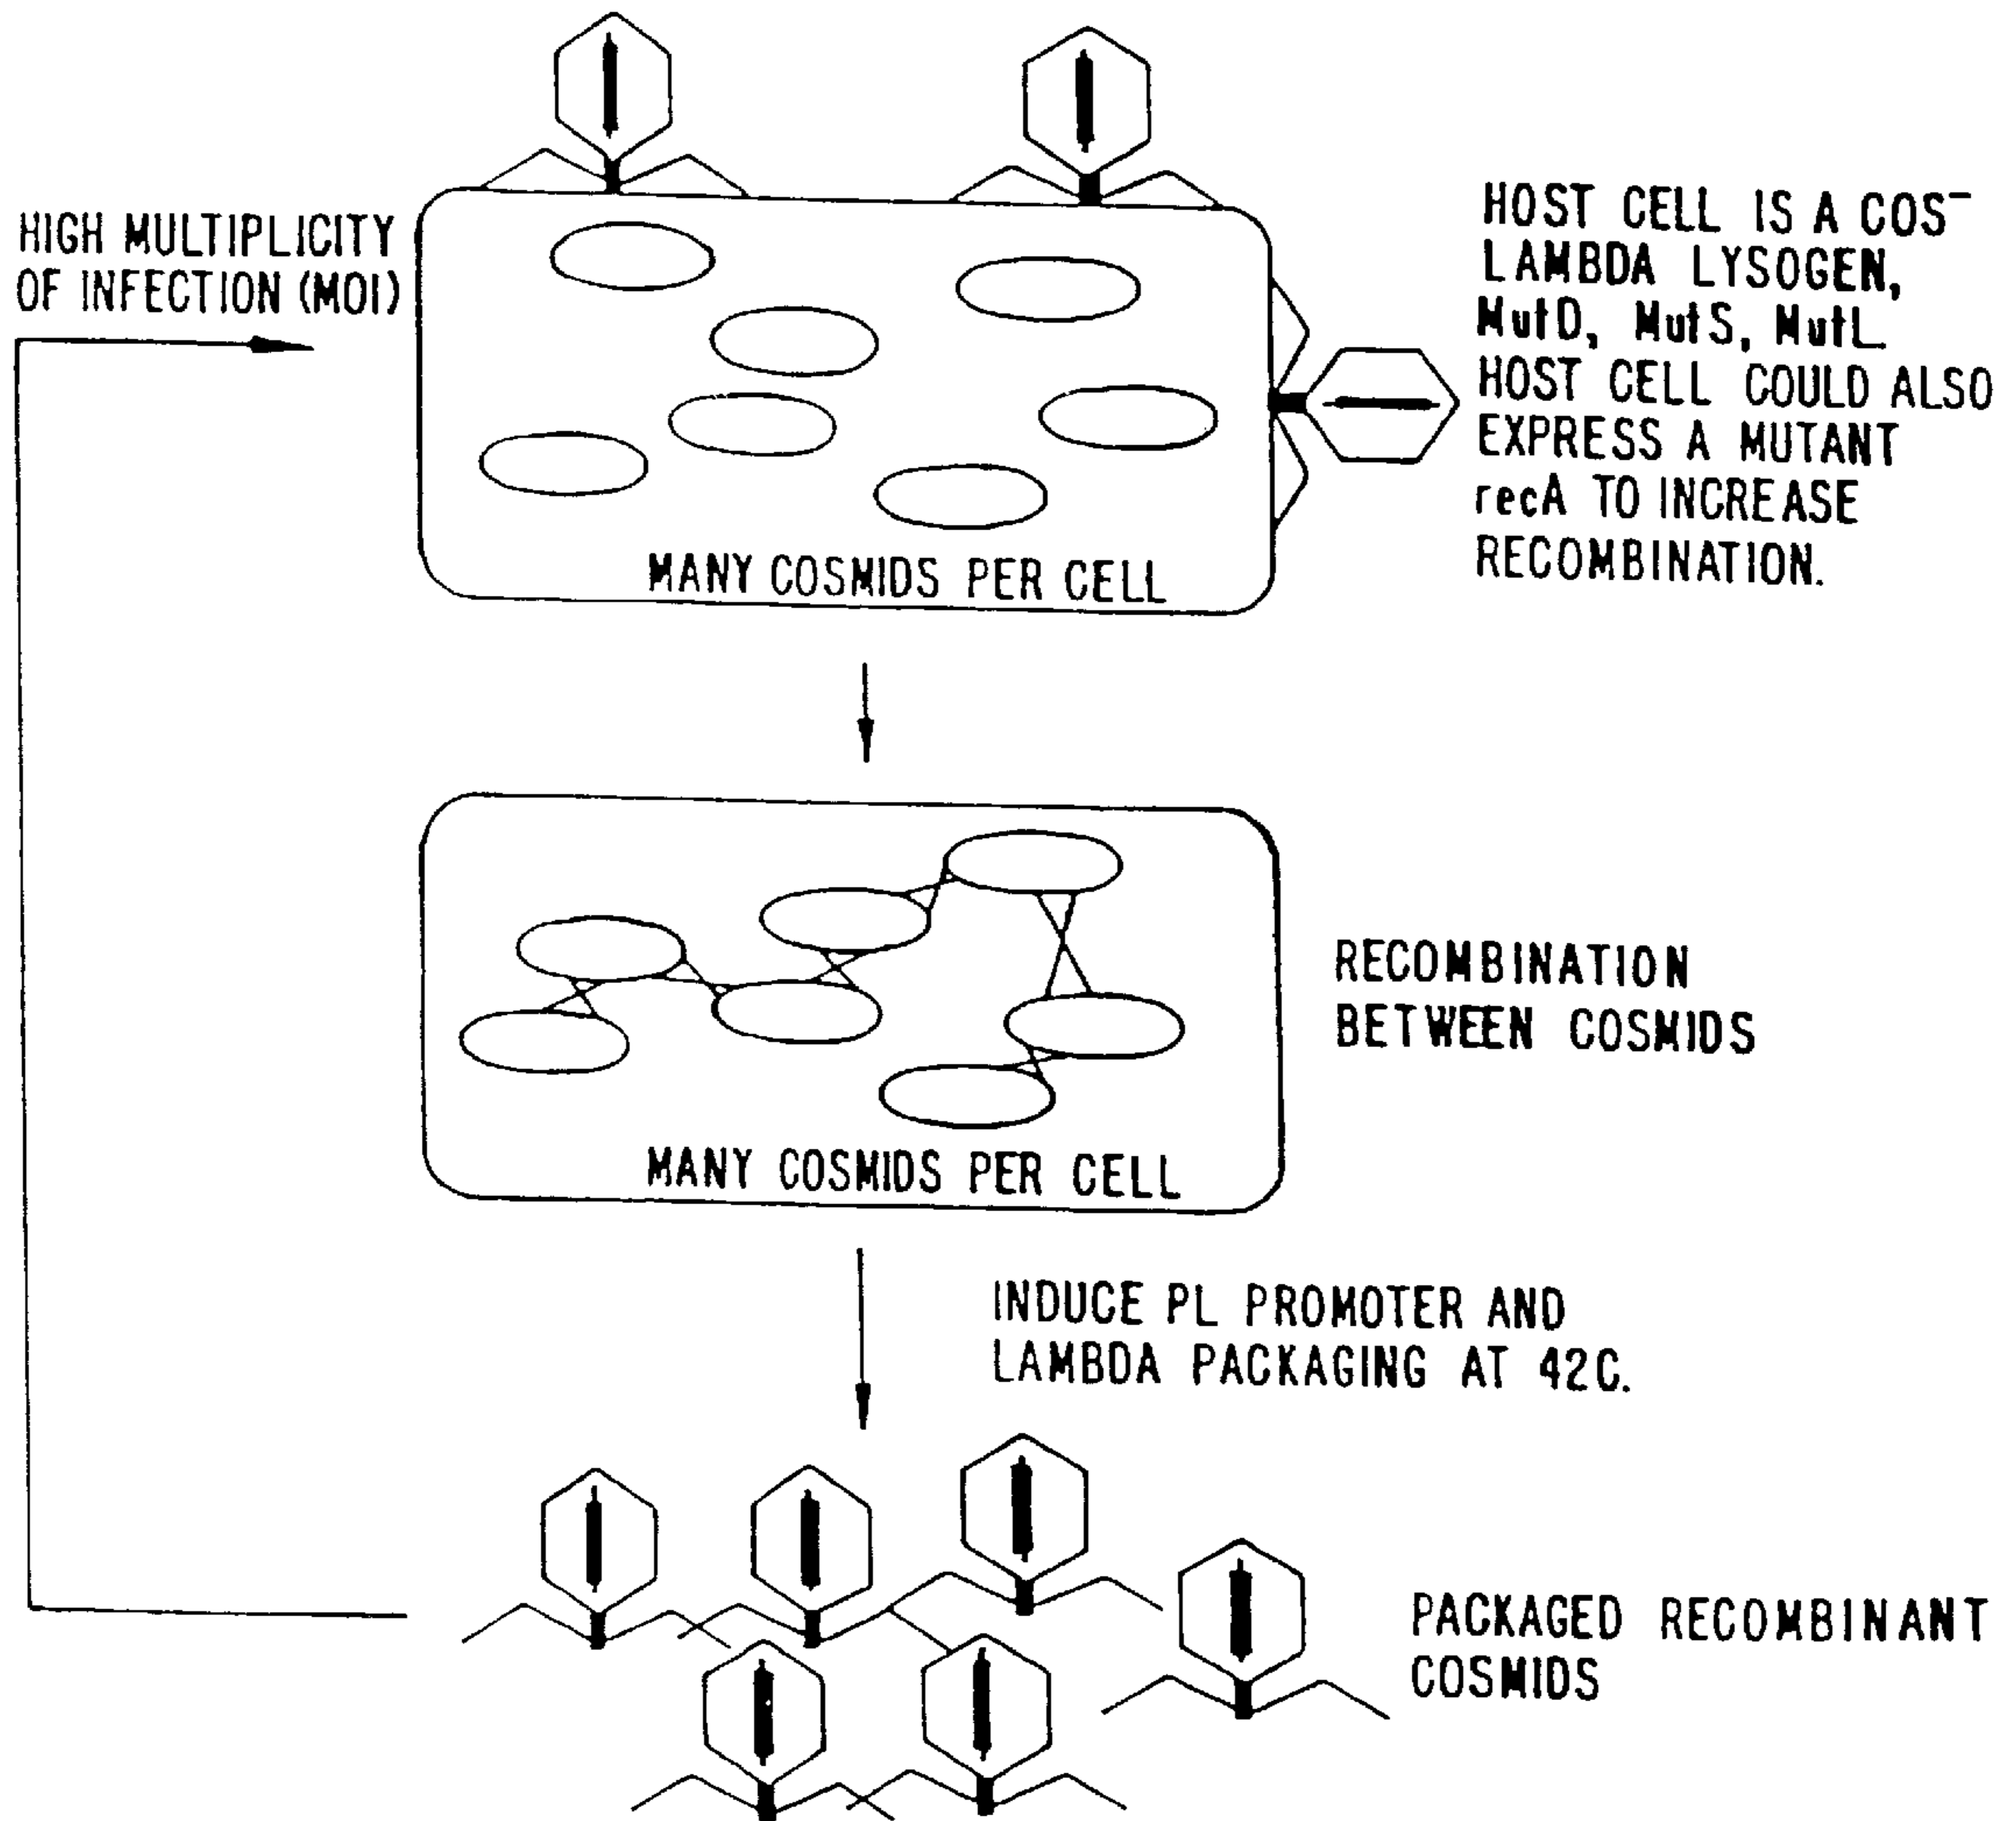 HIGH MULTIPLICITY
OF INFECTION (MOI)
HOST CELL IS A COS⁻
LAMBDA LYSOGEN,
MutD, MutS, MutL
HOST CELL COULD ALSO
EXPRESS A MUTANT
recA TO INCREASE
RECOMBINATION.
MANY COSMIDS PER CELL
RECOMBINATION
BETWEEN COSMIDS
MANY COSMIDS PER CELL
INDUCE PL PROMOTER AND
LAMBDA PACKAGING AT 42C.
PACKAGED RECOMBINANT
COSMIDS